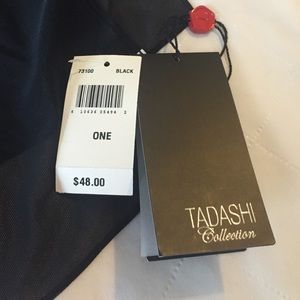 73100 BLACK
ONE
$48.00
TADASHI
Collection